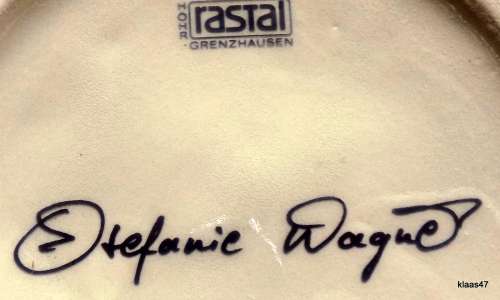 HÖHR
rastal
GRENZHAUSEN
Stefanie Wagner
klaas47